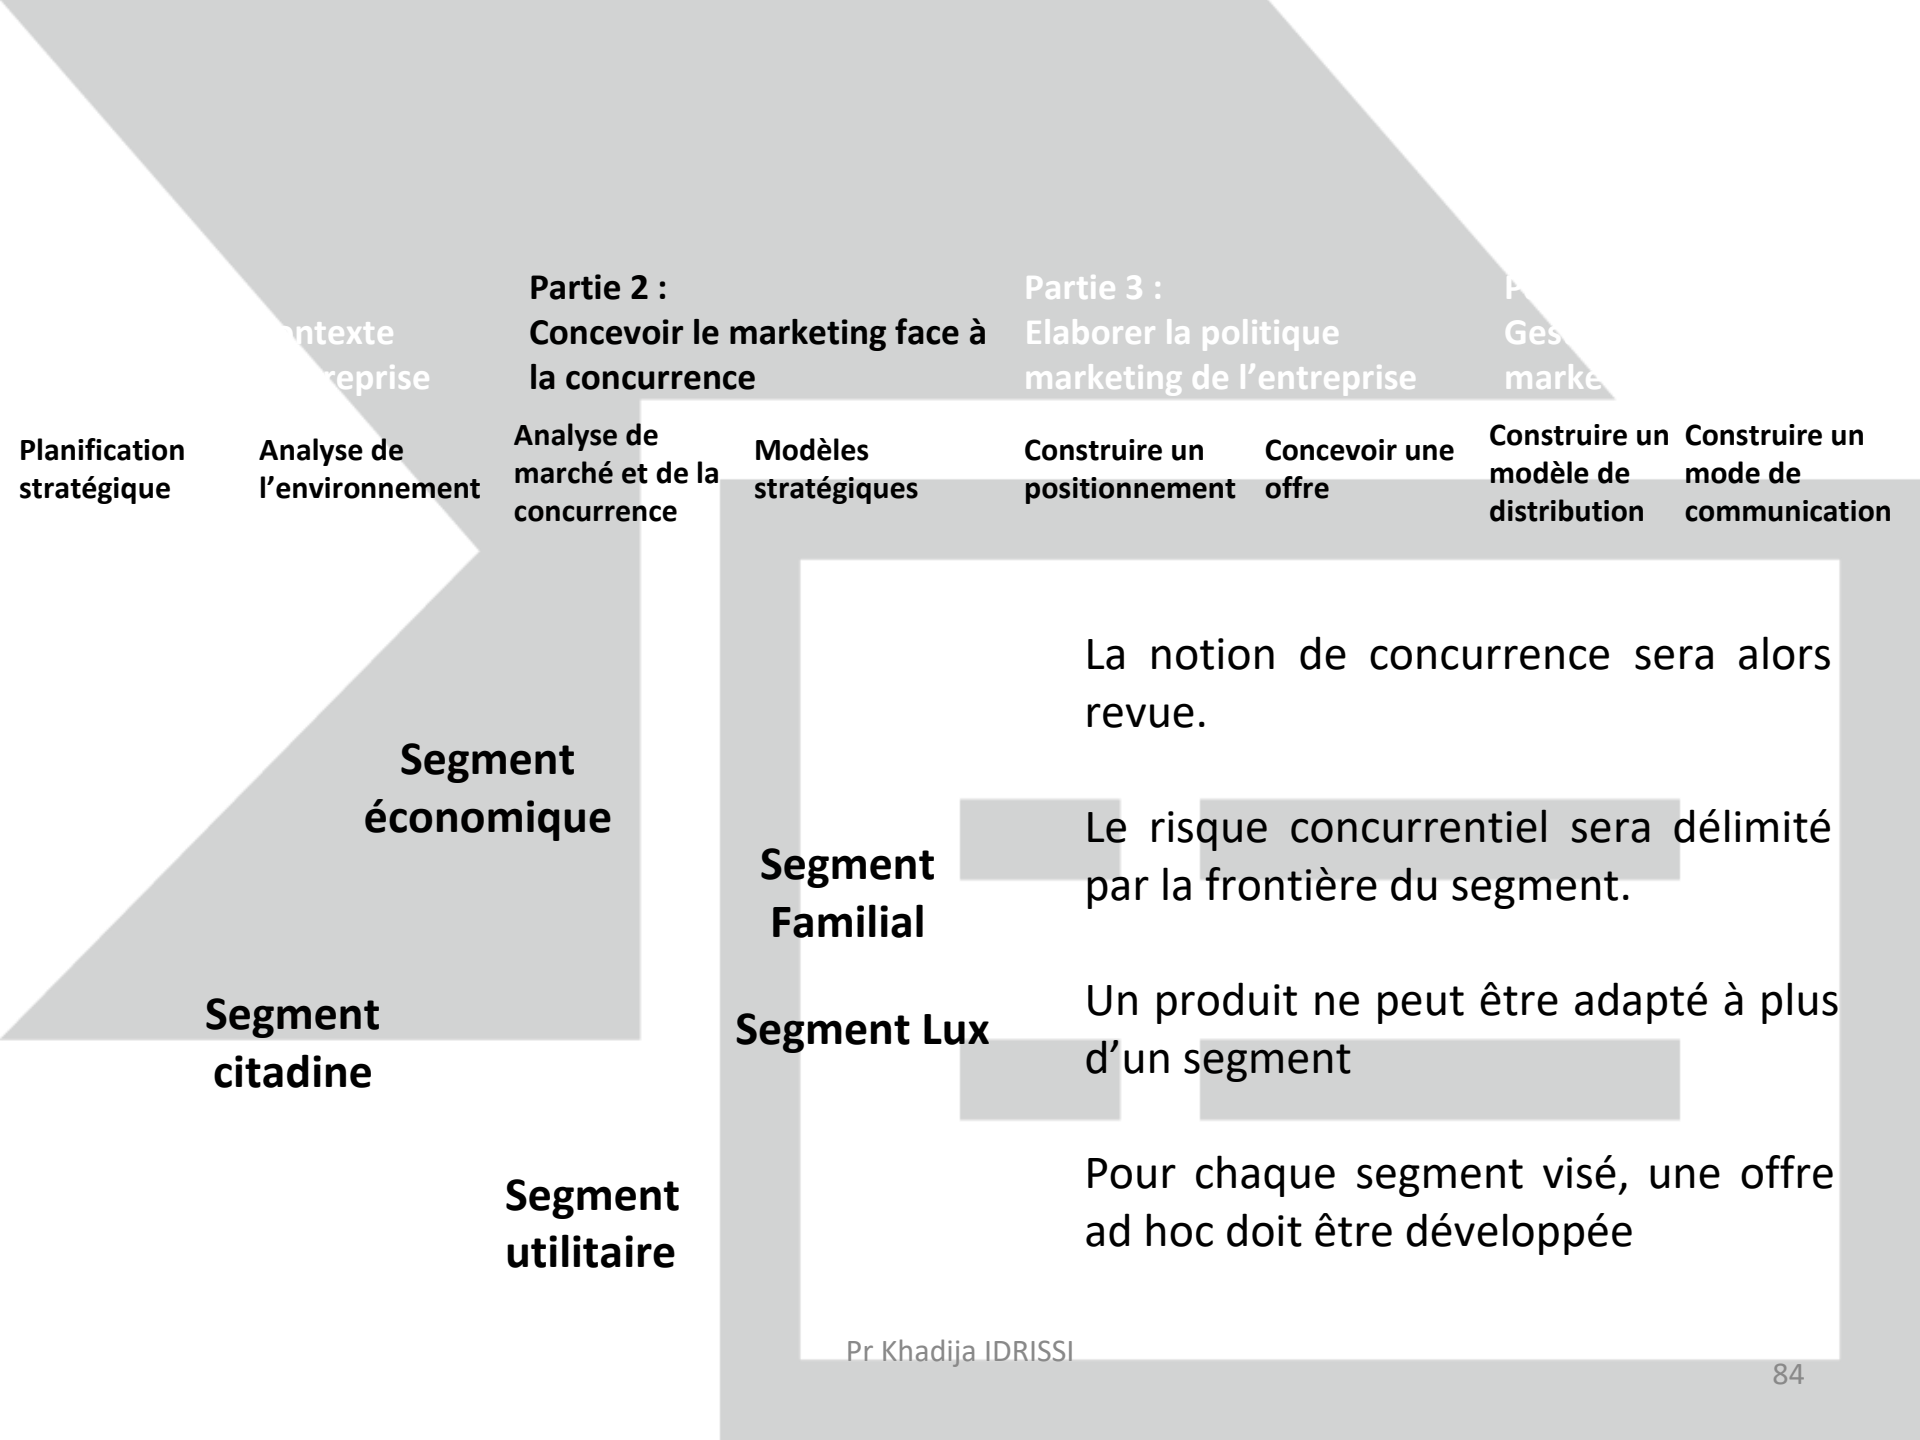 Partie 2 :
Concevoir le marketing face à
la concurrence
Partie 3 :
Elaborer la politique
marketing de l'entreprise
Planification
stratégique
Analyse de
l'environnement
Analyse de
marché et de la
concurrence
Modèles
stratégiques
Construire un
positionnement
Concevoir une
offre
Construire un
modèle de
distribution
Construire un
mode de
communication
Segment
économique
Segment
Familial
Segment
citadine
Segment Lux
Segment
utilitaire
La notion de concurrence sera alors
revue.
Le risque concurrentiel sera délimité
par la frontière du segment.
Un produit ne peut être adapté à plus
d'un segment
Pour chaque segment visé, une offre
ad hoc doit être développée
Pr Khadija IDRISSI
84